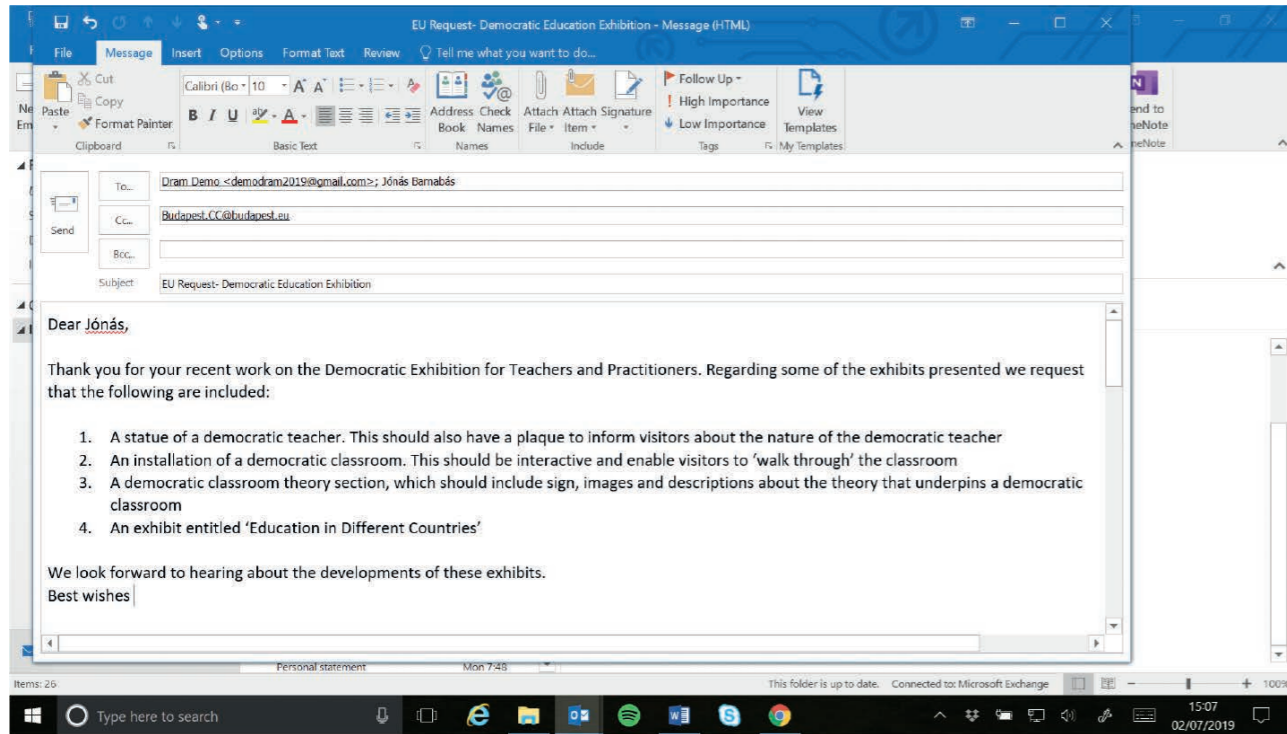 EU Request- Democratic Education Exhibition - Message (HTML)
File Message Insert Options Format Text Review Tell me what you want to do...
Paste
Cut
Copy
Format Painter
Clipboard
Calibri (Bo 10
B I U
Basic Text
Address Book
Check Names
Names
Attach File
Attach Item
Signature
Include
Follow Up
High Importance
Low Importance
Tags
View Templates
My Templates
To... Dram Demo <demodram2019@gmail.com>; Jónás Barnabás
Send
Cc... Budapest.CC@budapest.eu
Bcc...
Subject EU Request- Democratic Education Exhibition
Dear Jónás,
Thank you for your recent work on the Democratic Exhibition for Teachers and Practitioners. Regarding some of the exhibits presented we request
that the following are included:
1. A statue of a democratic teacher. This should also have a plaque to inform visitors about the nature of the democratic teacher
2. An installation of a democratic classroom. This should be interactive and enable visitors to ‘walk through’ the classroom
3. A democratic classroom theory section, which should include sign, images and descriptions about the theory that underpins a democratic
classroom
4. An exhibit entitled ‘Education in Different Countries’
We look forward to hearing about the developments of these exhibits.
Best wishes
Personal statement Mon 7:48
Items: 26 This folder is up to date. Connected to: Microsoft Exchange 100%
Type here to search
15:07
02/07/2019